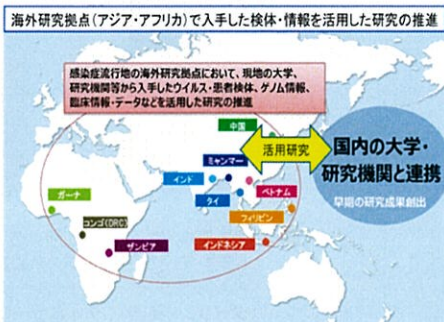 海外研究拠点(アジア・アフリカ)で入手した検体・情報を活用した研究の推進
感染症流行地の海外研究拠点において、現地の大学、
研究機関等から入手したウイルス・患者検体、ゲノム情報、
臨床情報・データなどを活用した研究の推進
中国
活用研究
国内の大学・
研究機関と連携
早期の研究成果創出
ミャンマー
インド
ベトナム
タイ
ガーナ
フィリピン
コンゴ(DRC)
ザンビア
インドネシア